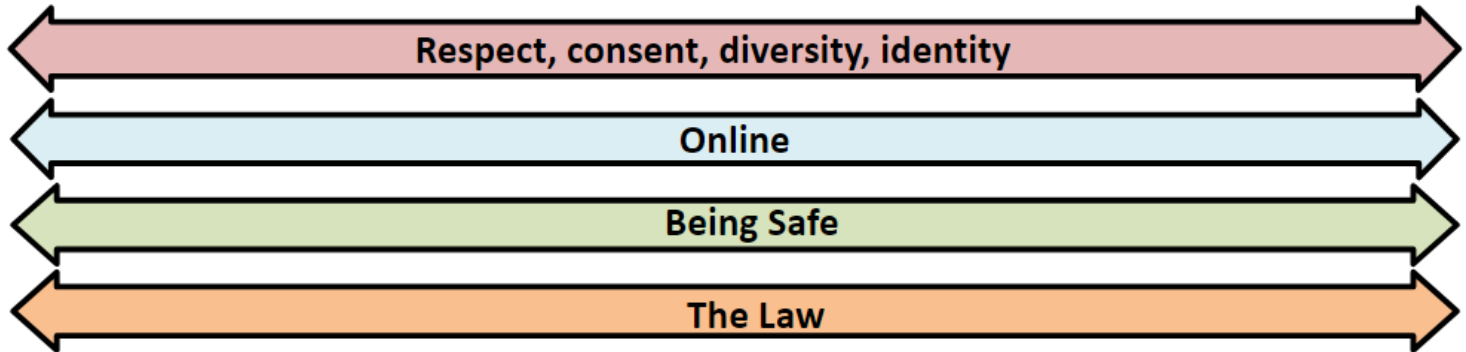 Respect, consent, diversity, identity
Online
Being Safe
The Law